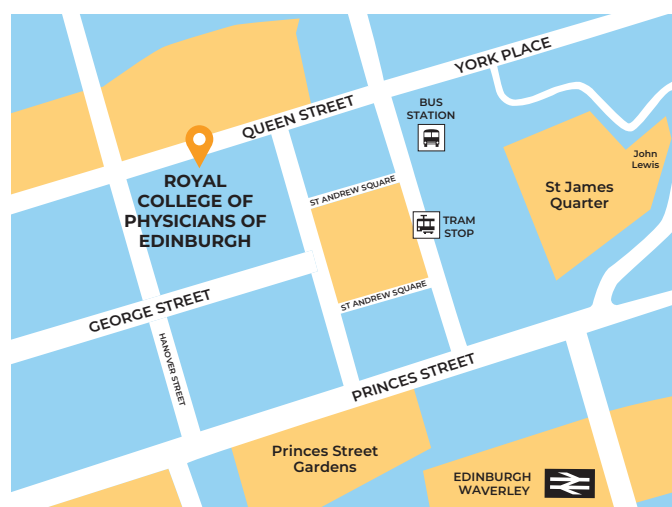 YORK PLACE
QUEEN STREET
BUS
STATION
John
Lewis
ROYAL
COLLEGE OF
PHYSICIANS OF
EDINBURGH
ST ANDREW SQUARE
St James
Quarter
TRAM
STOP
GEORGE STREET
ST ANDREW SQUARE
HANOVER STREET
PRINCES STREET
Princes Street
Gardens
EDINBURGH
WAVERLEY